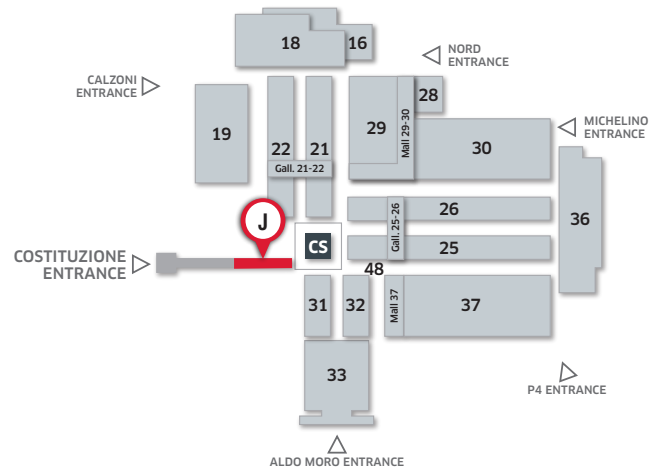 18
16
NORD
ENTRANCE
CALZONI
ENTRANCE
28
MICHELINO
ENTRANCE
19
22
21
29
Mall 29-30
30
Gall. 21-22
26
36
Gall. 25-26
J
CS
25
COSTITUZIONE
ENTRANCE
48
31
32
Mall 37
37
33
P4 ENTRANCE
ALDO MORO ENTRANCE